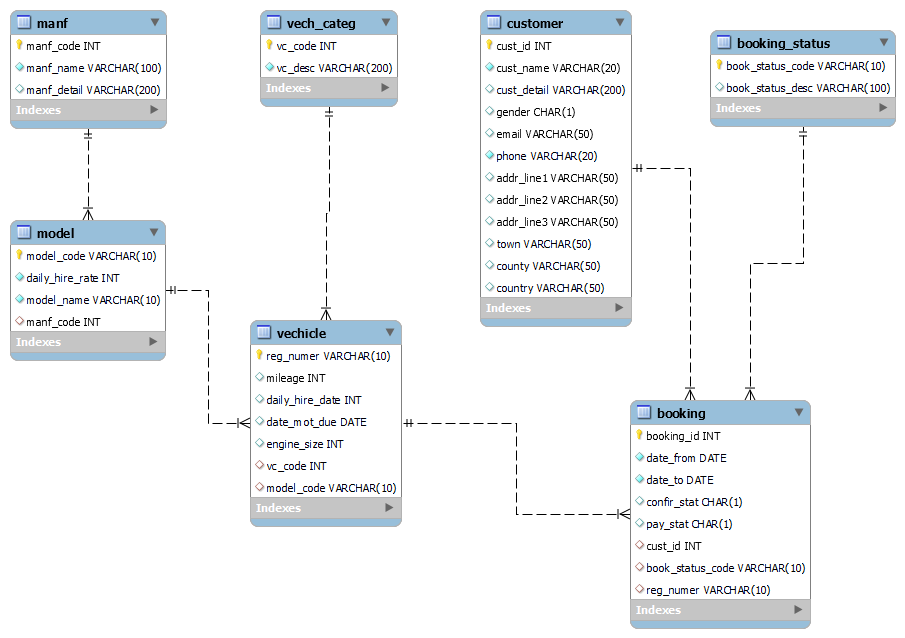 manf
manf_code INT
manf_name VARCHAR(100)
manf_detail VARCHAR(200)
Indexes
vech_categ
vc_code INT
vc_desc VARCHAR(200)
Indexes
customer
cust_id INT
cust_name VARCHAR(20)
cust_detail VARCHAR(200)
gender CHAR(1)
email VARCHAR(50)
phone VARCHAR(20)
addr_line1 VARCHAR(50)
addr_line2 VARCHAR(50)
addr_line3 VARCHAR(50)
town VARCHAR(50)
county VARCHAR(50)
country VARCHAR(50)
Indexes
booking_status
book_status_code VARCHAR(10)
book_status_desc VARCHAR(100)
Indexes
model
model_code VARCHAR(10)
daily_hire_rate INT
model_name VARCHAR(10)
manf_code INT
Indexes
vechicle
reg_numer VARCHAR(10)
mileage INT
daily_hire_date INT
date_mot_due DATE
engine_size INT
vc_code INT
model_code VARCHAR(10)
Indexes
booking
booking_id INT
date_from DATE
date_to DATE
confir_stat CHAR(1)
pay_stat CHAR(1)
cust_id INT
book_status_code VARCHAR(10)
reg_numer VARCHAR(10)
Indexes